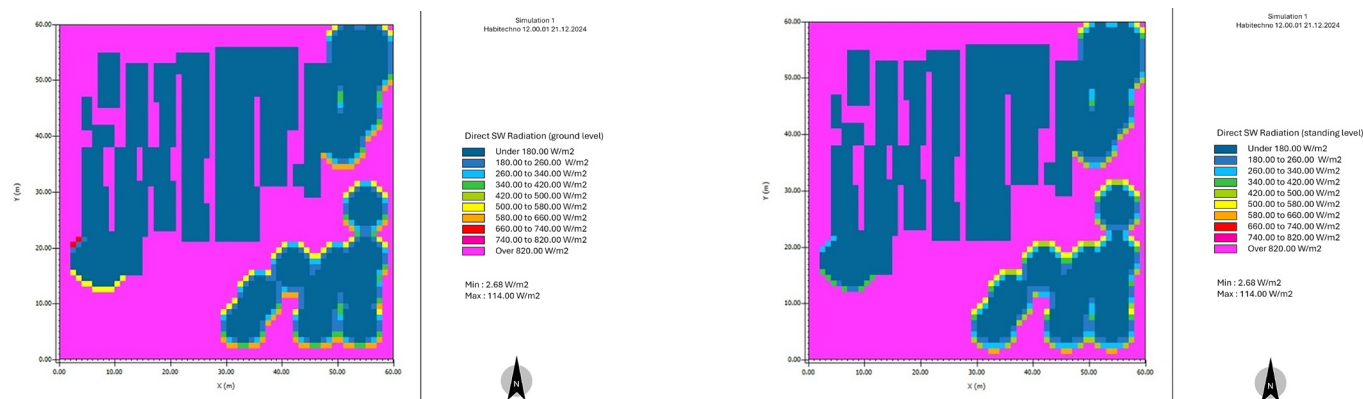 Simulation 1
Habitechno 12.00.01 21.12.2024
60.00
50.00
40.00
30.00
20.00
10.00
0.00
Y (m)
0.00 10.00 20.00 30.00 40.00 50.00 60.00
X (m)
Direct SW Radiation (ground level)
Under 180.00 W/m2
180.00 to 260.00 W/m2
260.00 to 340.00 W/m2
340.00 to 420.00 W/m2
420.00 to 500.00 W/m2
500.00 to 580.00 W/m2
580.00 to 660.00 W/m2
660.00 to 740.00 W/m2
740.00 to 820.00 W/m2
Over 820.00 W/m2
Min : 2.68 W/m2
Max : 114.00 W/m2
N
Simulation 1
Habitechno 12.00.01 21.12.2024
60.00
50.00
40.00
30.00
20.00
10.00
0.00
Y (m)
0.00 10.00 20.00 30.00 40.00 50.00 60.00
X (m)
Direct SW Radiation (standing level)
Under 180.00 W/m2
180.00 to 260.00 W/m2
260.00 to 340.00 W/m2
340.00 to 420.00 W/m2
420.00 to 500.00 W/m2
500.00 to 580.00 W/m2
580.00 to 660.00 W/m2
660.00 to 740.00 W/m2
740.00 to 820.00 W/m2
Over 820.00 W/m2
Min : 2.68 W/m2
Max : 114.00 W/m2
N